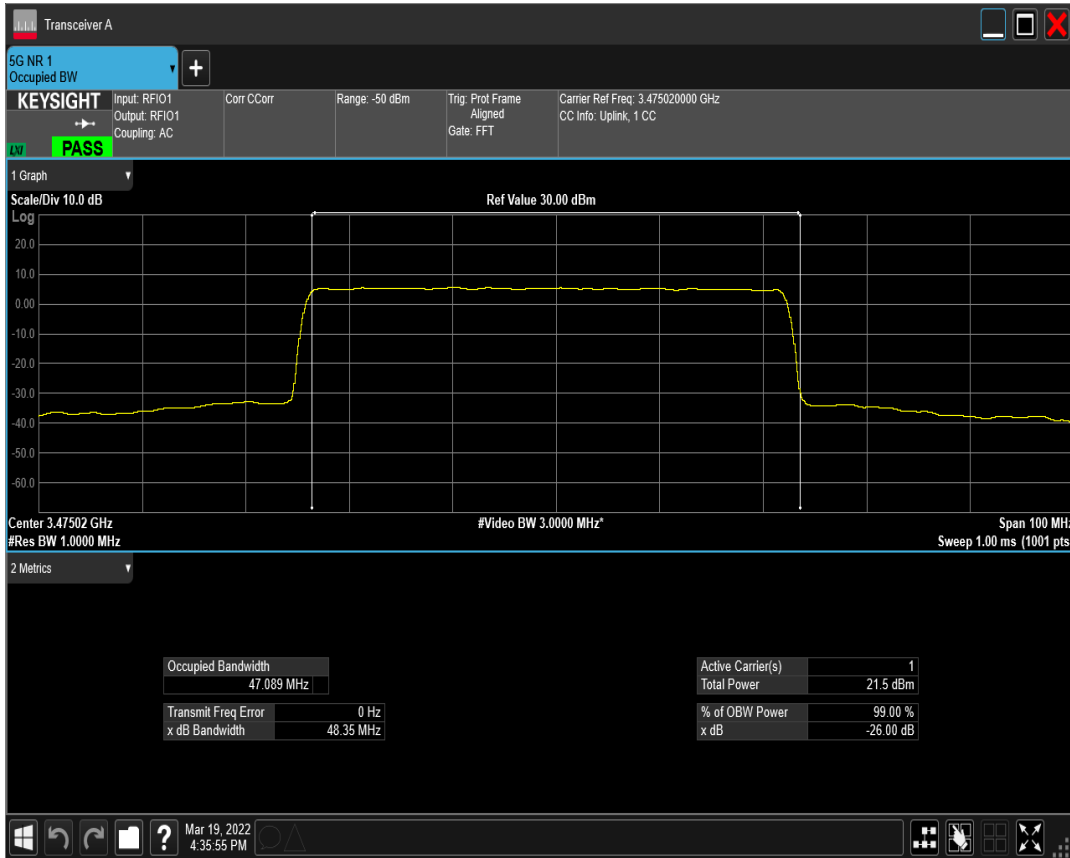 Transceiver A
5G NR 1
Occupied BW
+
KEYSIGHT
LXI
PASS
Input: RFIO1
Output: RFIO1
Coupling: AC
Corr CCorr
Range: -50 dBm
Trig: Prot Frame
Aligned
Gate: FFT
Carrier Ref Freq: 3.475020000 GHz
CC Info: Uplink, 1 CC
1 Graph
Scale/Div 10.0 dB
Ref Value 30.00 dBm
Log
20.0
10.0
0.00
-10.0
-20.0
-30.0
-40.0
-50.0
-60.0
Center 3.47502 GHz
#Video BW 3.0000 MHz*
Span 100 MHz
#Res BW 1.0000 MHz
Sweep 1.00 ms (1001 pts
2 Metrics
Occupied Bandwidth
47.089 MHz
Transmit Freq Error 0 Hz
x dB Bandwidth 48.35 MHz
Active Carrier(s) 1
Total Power 21.5 dBm
% of OBW Power 99.00 %
x dB -26.00 dB
?
Mar 19, 2022
4:35:55 PM